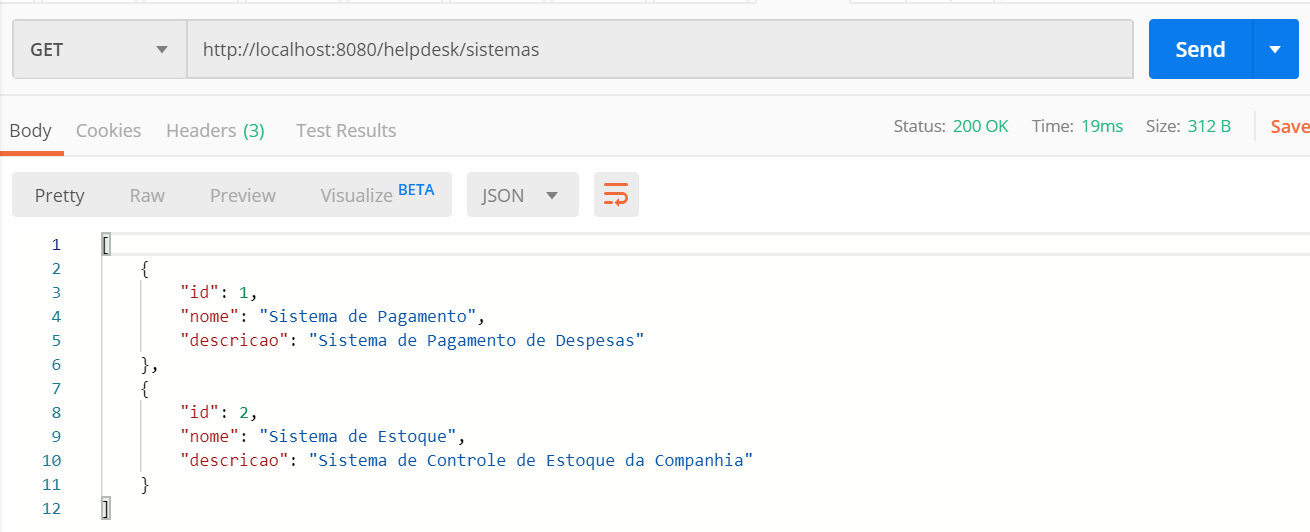 GET http://localhost:8080/helpdesk/sistemas Send
Body Cookies Headers (3) Test Results Status: 200 OK Time: 19ms Size: 312 B Save
Pretty Raw Preview Visualize BETA JSON
1 [
2 {
3 "id": 1,
4 "nome": "Sistema de Pagamento",
5 "descricao": "Sistema de Pagamento de Despesas"
6 },
7 {
8 "id": 2,
9 "nome": "Sistema de Estoque",
10 "descricao": "Sistema de Controle de Estoque da Companhia"
11 }
12 ]